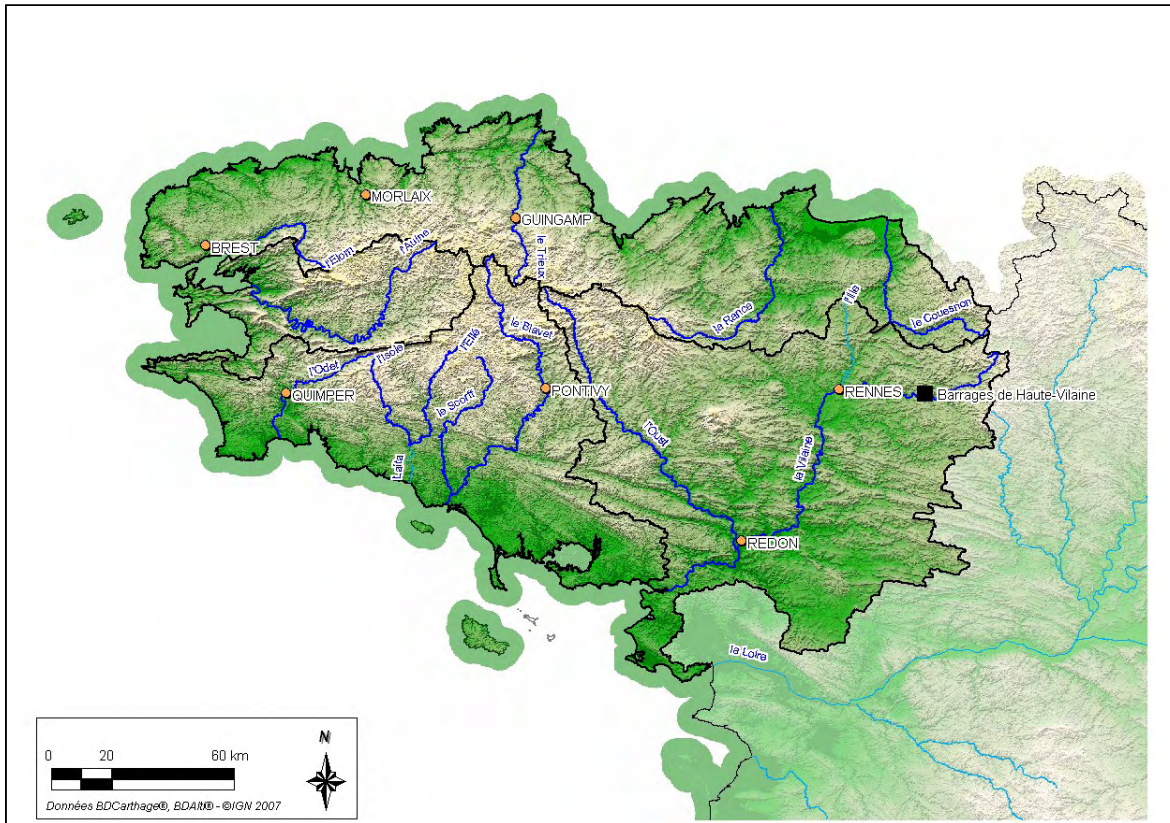 MORLAIX
GUINGAMP
BREST
l'Elorn
l'Aulne
le Trieux
la Rance
l'Ille
le Couesnon
l'Odet
l'Isole
l'Ellé
le Blavet
le Scorff
QUIMPER
PONTIVY
RENNES
Barrages de Haute-Vilaine
Laïta
l'Oust
la Vilaine
REDON
la Loire
0 20 60 km
N
Données BDCarthage®, BDAlti® - ©IGN 2007